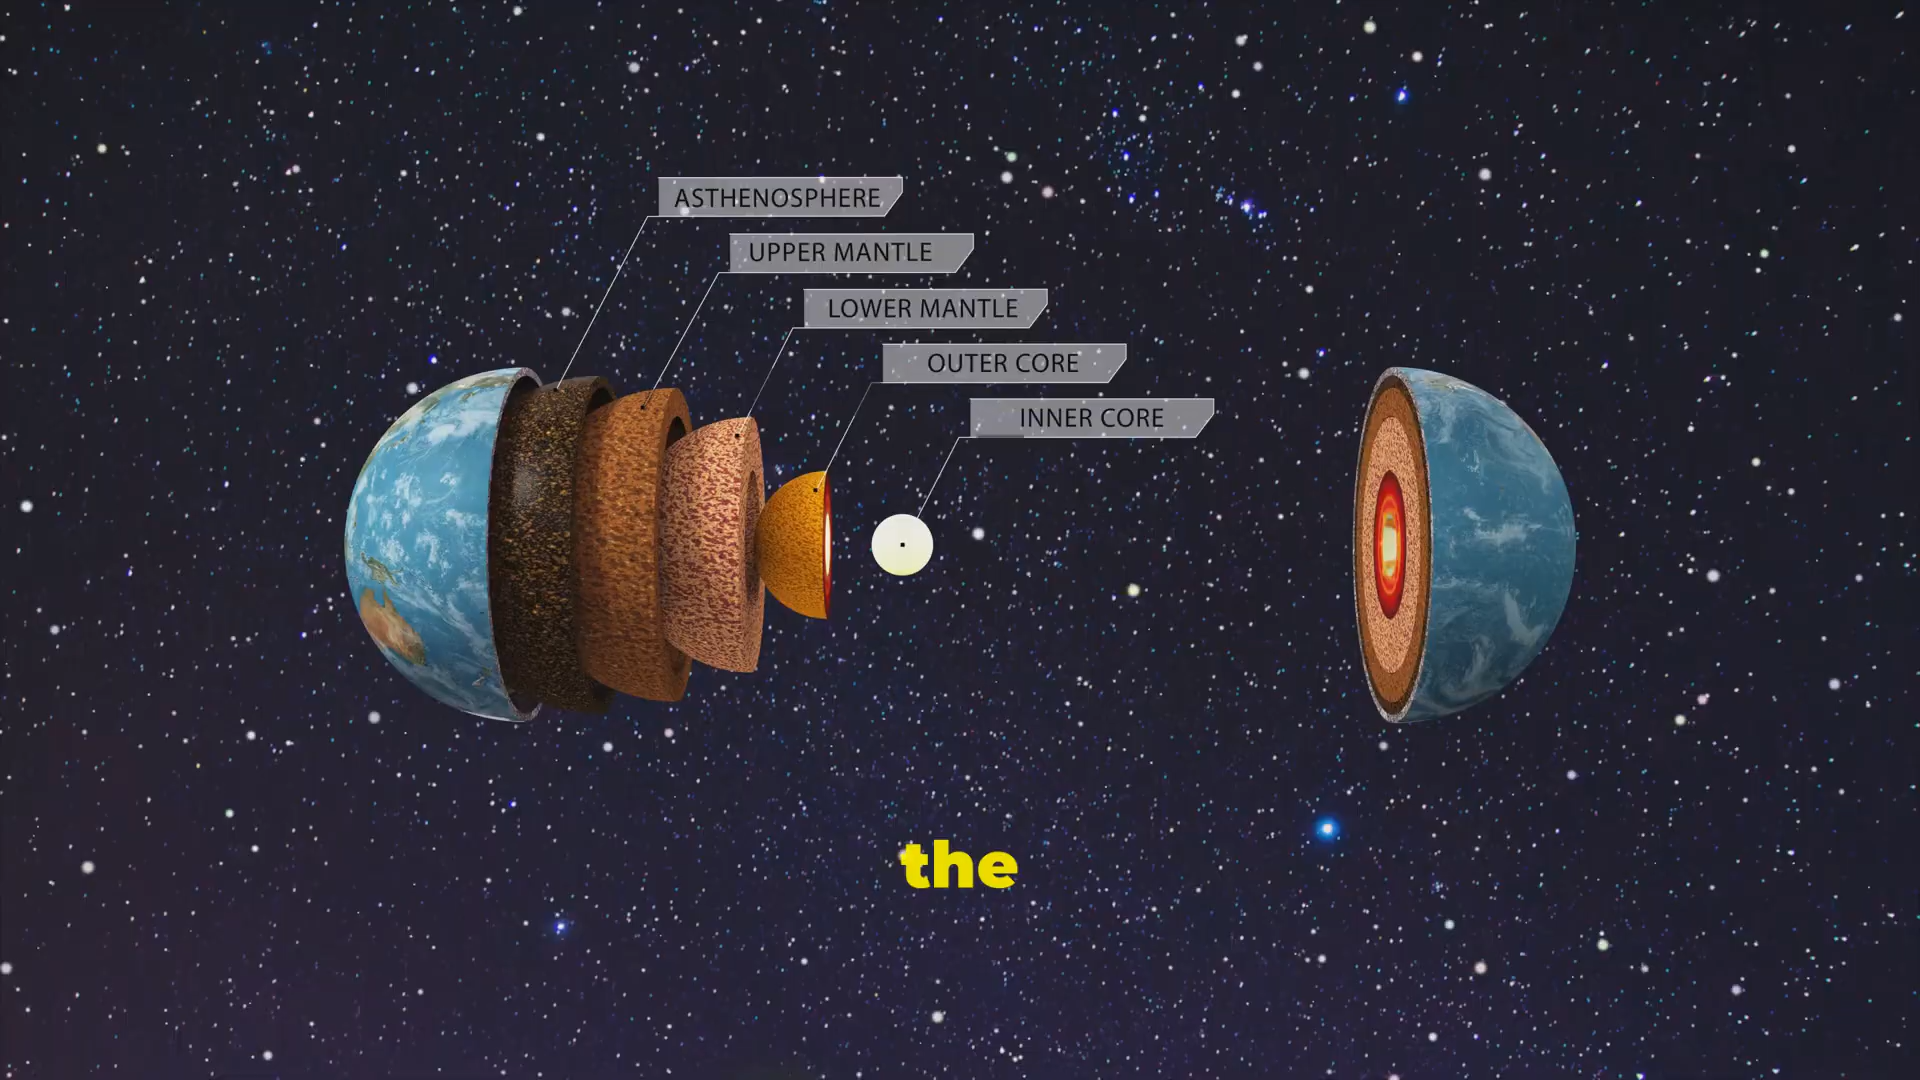 ASTHENOSPHERE
UPPER MANTLE
LOWER MANTLE
OUTER CORE
INNER CORE
the